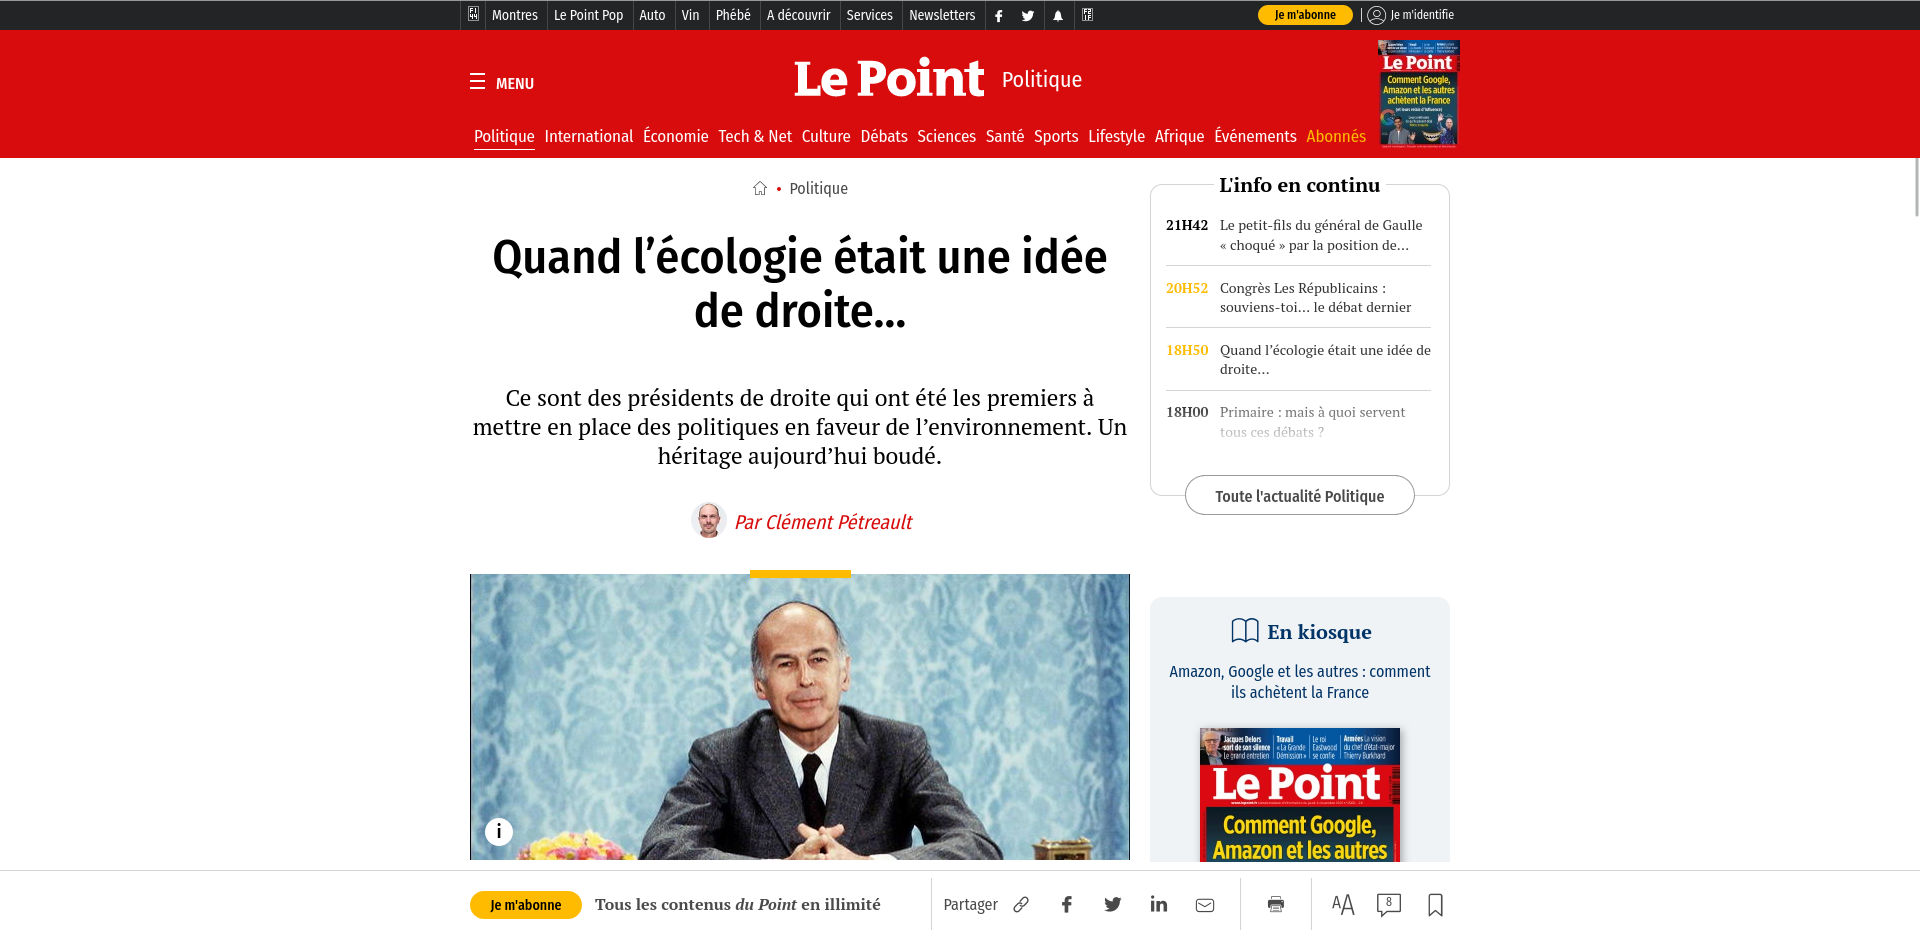 Montres Le Point Pop Auto Vin Phébé A découvrir Services Newsletters
Je m'abonne
Je m'identifie
MENU
Le Point Politique
Politique International Économie Tech & Net Culture Débats Sciences Santé Sports Lifestyle Afrique Événements Abonnés
Le Point
Comment Google,
Amazon et les autres
achètent la France
Politique
Quand l’écologie était une idée
de droite...
Ce sont des présidents de droite qui ont été les premiers à
mettre en place des politiques en faveur de l’environnement. Un
héritage aujourd’hui boudé.
Par Clément Pétreault
i
L'info en continu
21H42 Le petit-fils du général de Gaulle
« choqué » par la position de…
20H52 Congrès Les Républicains :
souviens-toi… le débat dernier
18H50 Quand l’écologie était une idée de
droite…
18H00 Primaire : mais à quoi servent
tous ces débats ?
Toute l'actualité Politique
En kiosque
Amazon, Google et les autres : comment
ils achètent la France
Jacques Delors
sort de son silence
Le grand entretien
Travail
« La Grande
Démission »
Le roi
Eastwood
se confie
Armées La vision
du chef d'état-major
Thierry Burkhard
Le Point
Comment Google,
Amazon et les autres
Je m'abonne
Tous les contenus du Point en illimité
Partager
AA
8